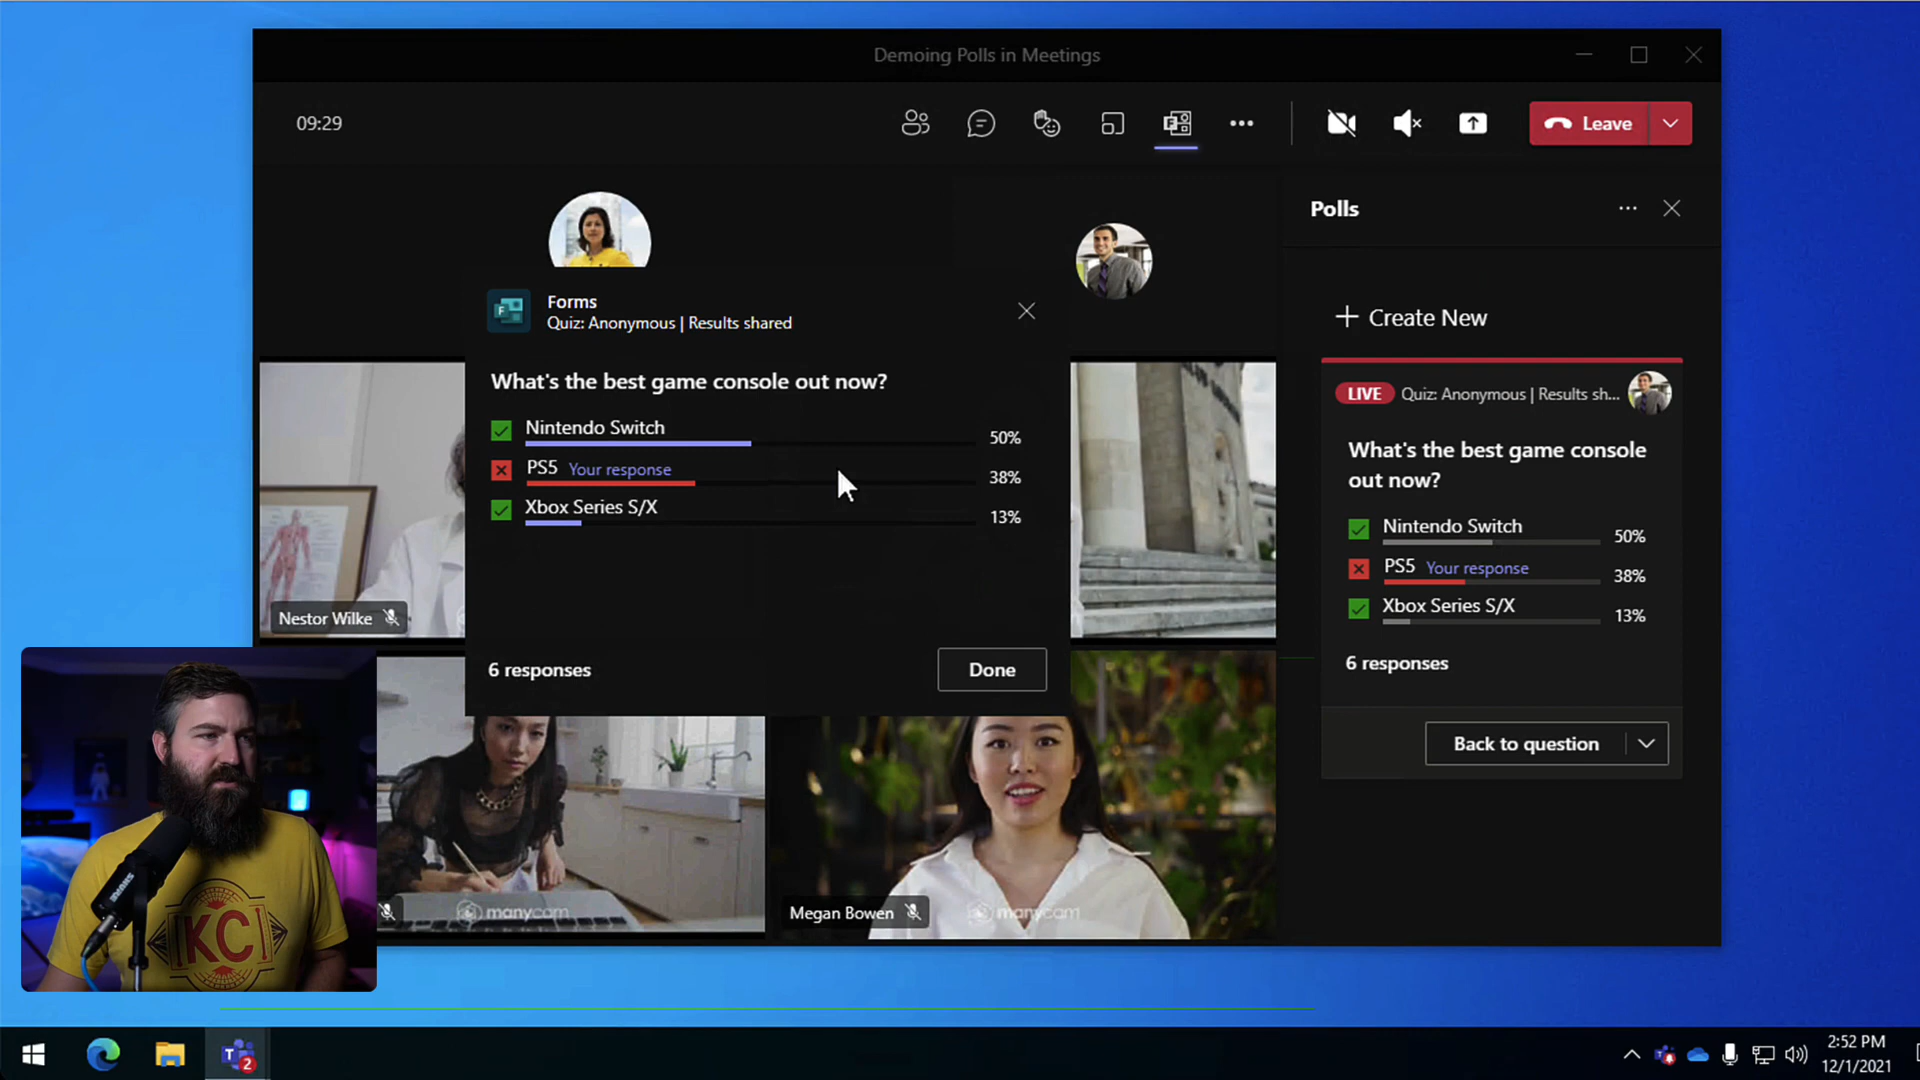 Demoing Polls in Meetings
09:29
Leave
Polls
Forms
Quiz: Anonymous | Results shared
What's the best game console out now?
Nintendo Switch
50%
PS5 Your response
38%
Xbox Series S/X
13%
6 responses
Done
Create New
LIVE Quiz: Anonymous | Results sh...
What's the best game console
out now?
Nintendo Switch
50%
PS5 Your response
38%
Xbox Series S/X
13%
6 responses
Back to question
Nestor Wilke
manycam
Megan Bowen
manycam
KC
2
2:52 PM
12/1/2021